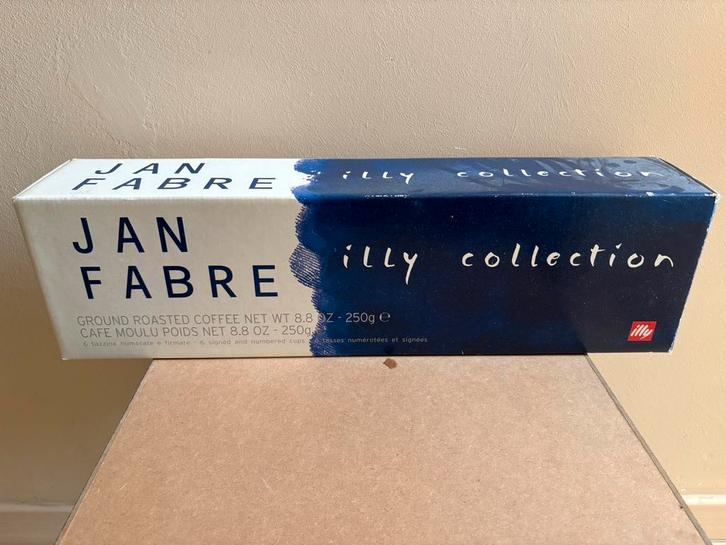 JAN
FABRE
illy collection
JAN
FABRE
illy collection
GROUND ROASTED COFFEE NET WT 8.8 OZ - 250g ℮
CAFE MOULU POIDS NET 8.8 OZ - 250g
6 tazzine numerate e firmate - 6 signed and numbered cups - 6 tasses numérotées et signées
illy